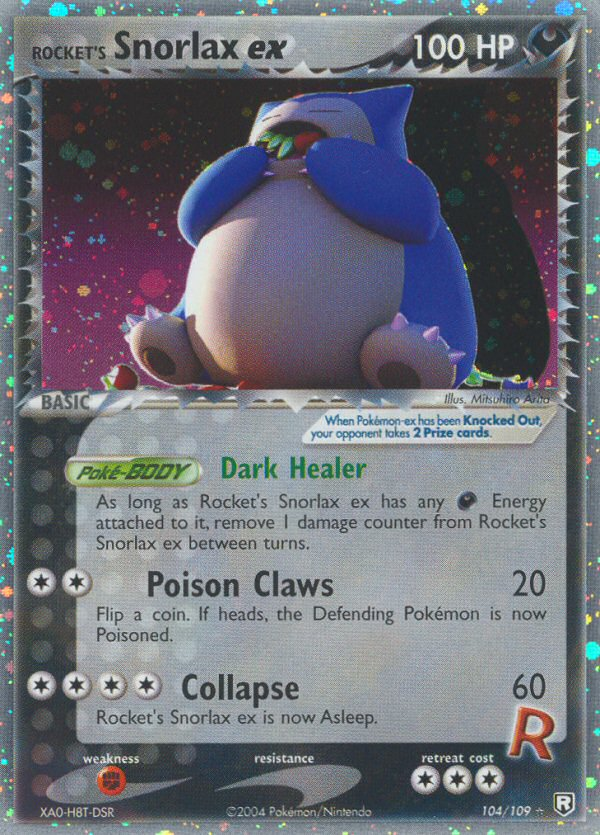 ROCKET'S Snorlax ex 100 HP
BASIC
Illus. Mitsuhiro Arita
When Pokémon-ex has been Knocked Out,
your opponent takes 2 Prize cards.
Poké-BODY Dark Healer
As long as Rocket's Snorlax ex has any Energy
attached to it, remove 1 damage counter from Rocket's
Snorlax ex between turns.
Poison Claws 20
Flip a coin. If heads, the Defending Pokémon is now
Poisoned.
Collapse 60
Rocket's Snorlax ex is now Asleep.
R
weakness resistance retreat cost
XA0-H8T-DSR ©2004 Pokémon/Nintendo 104/109 R